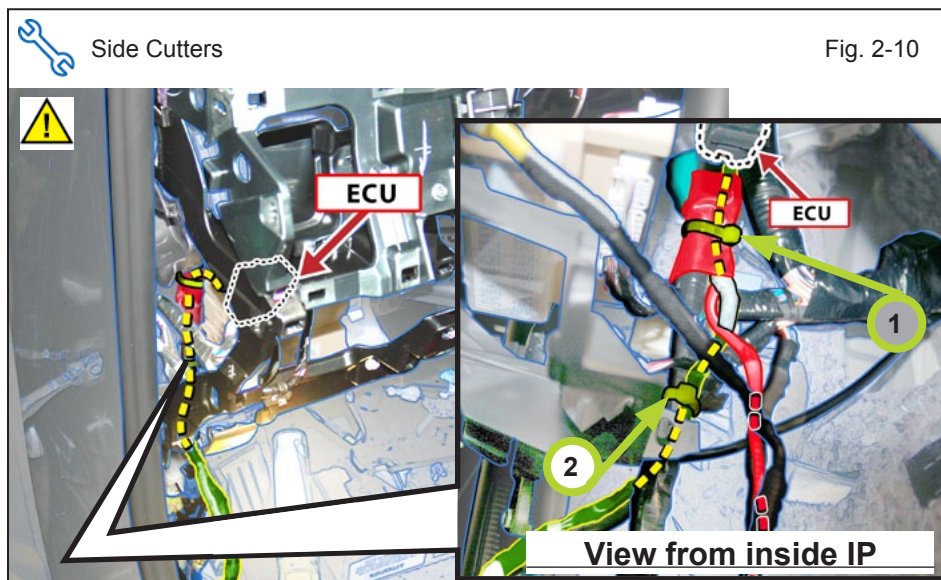 Side Cutters
Fig. 2-10
!
ECU
ECU
1
2
View from inside IP